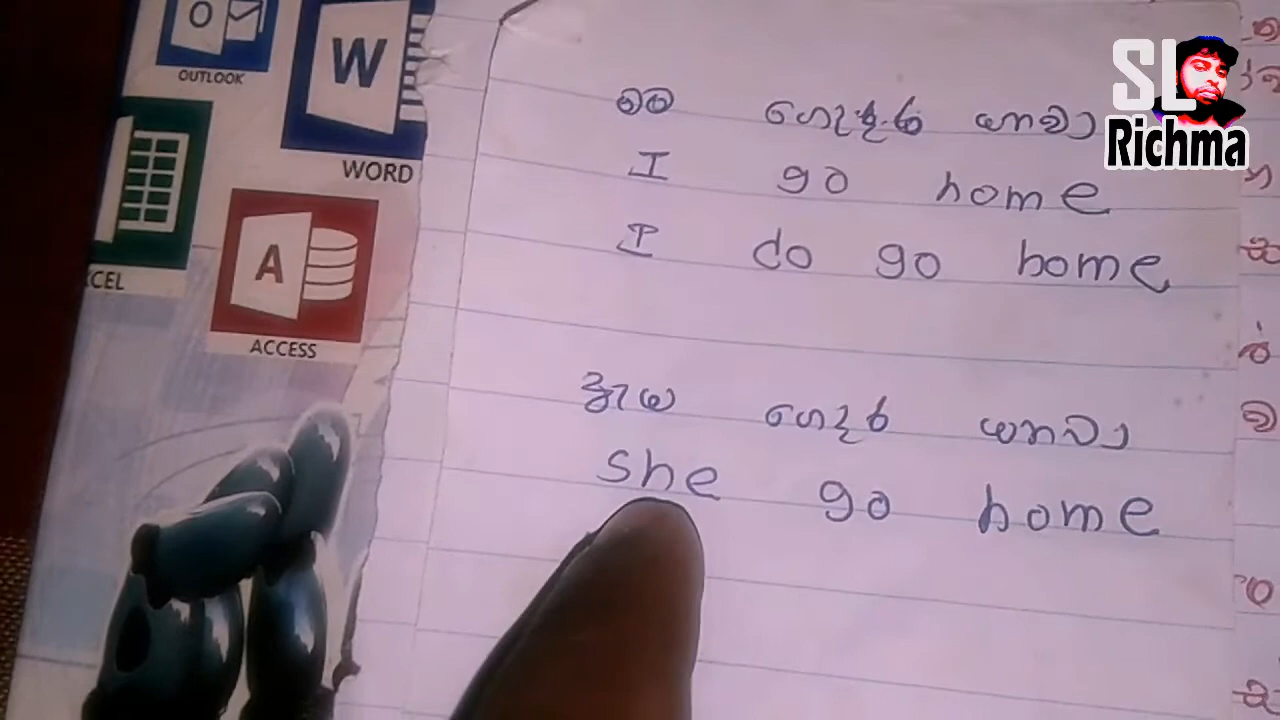 O
OUTLOOK
W
WORD
CEL
A
ACCESS
SL
Richma
මම ගෙදර යනවා
I go home
I do go home
ඈය ගෙදර යනවා
she go home